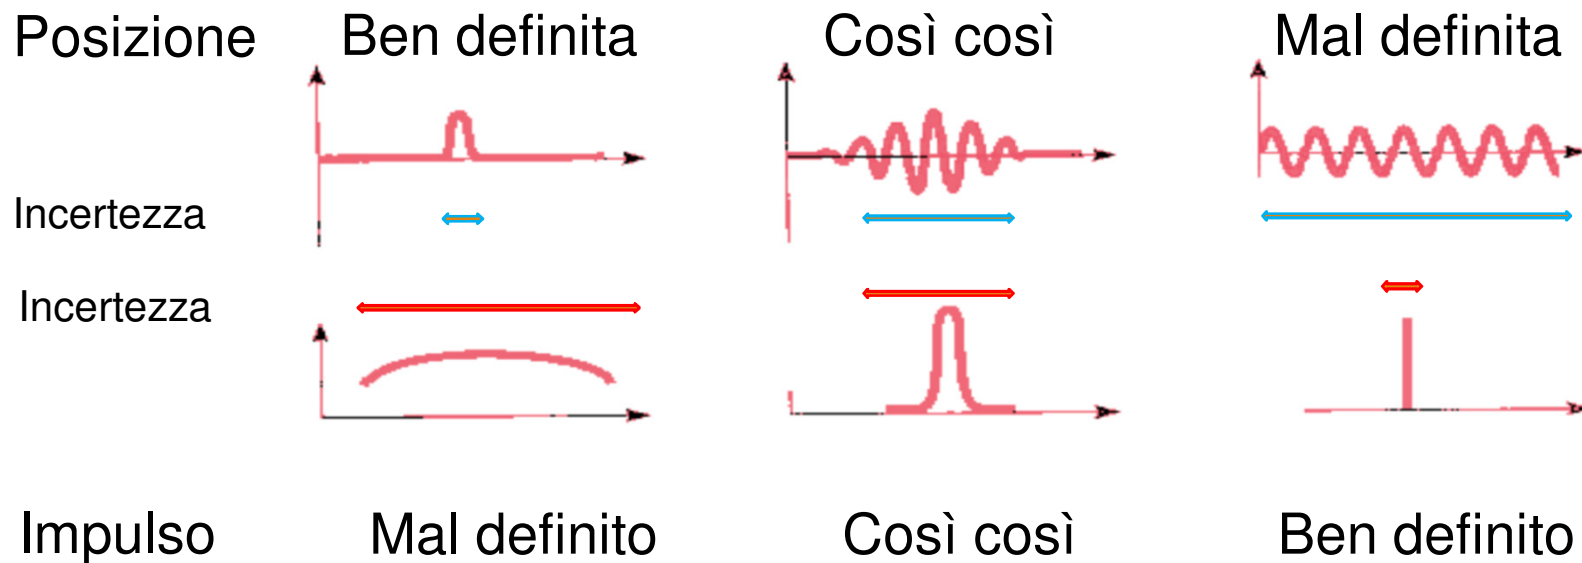 Posizione Ben definita Così così Mal definita
Incertezza
Incertezza
Impulso Mal definito Così così Ben definito